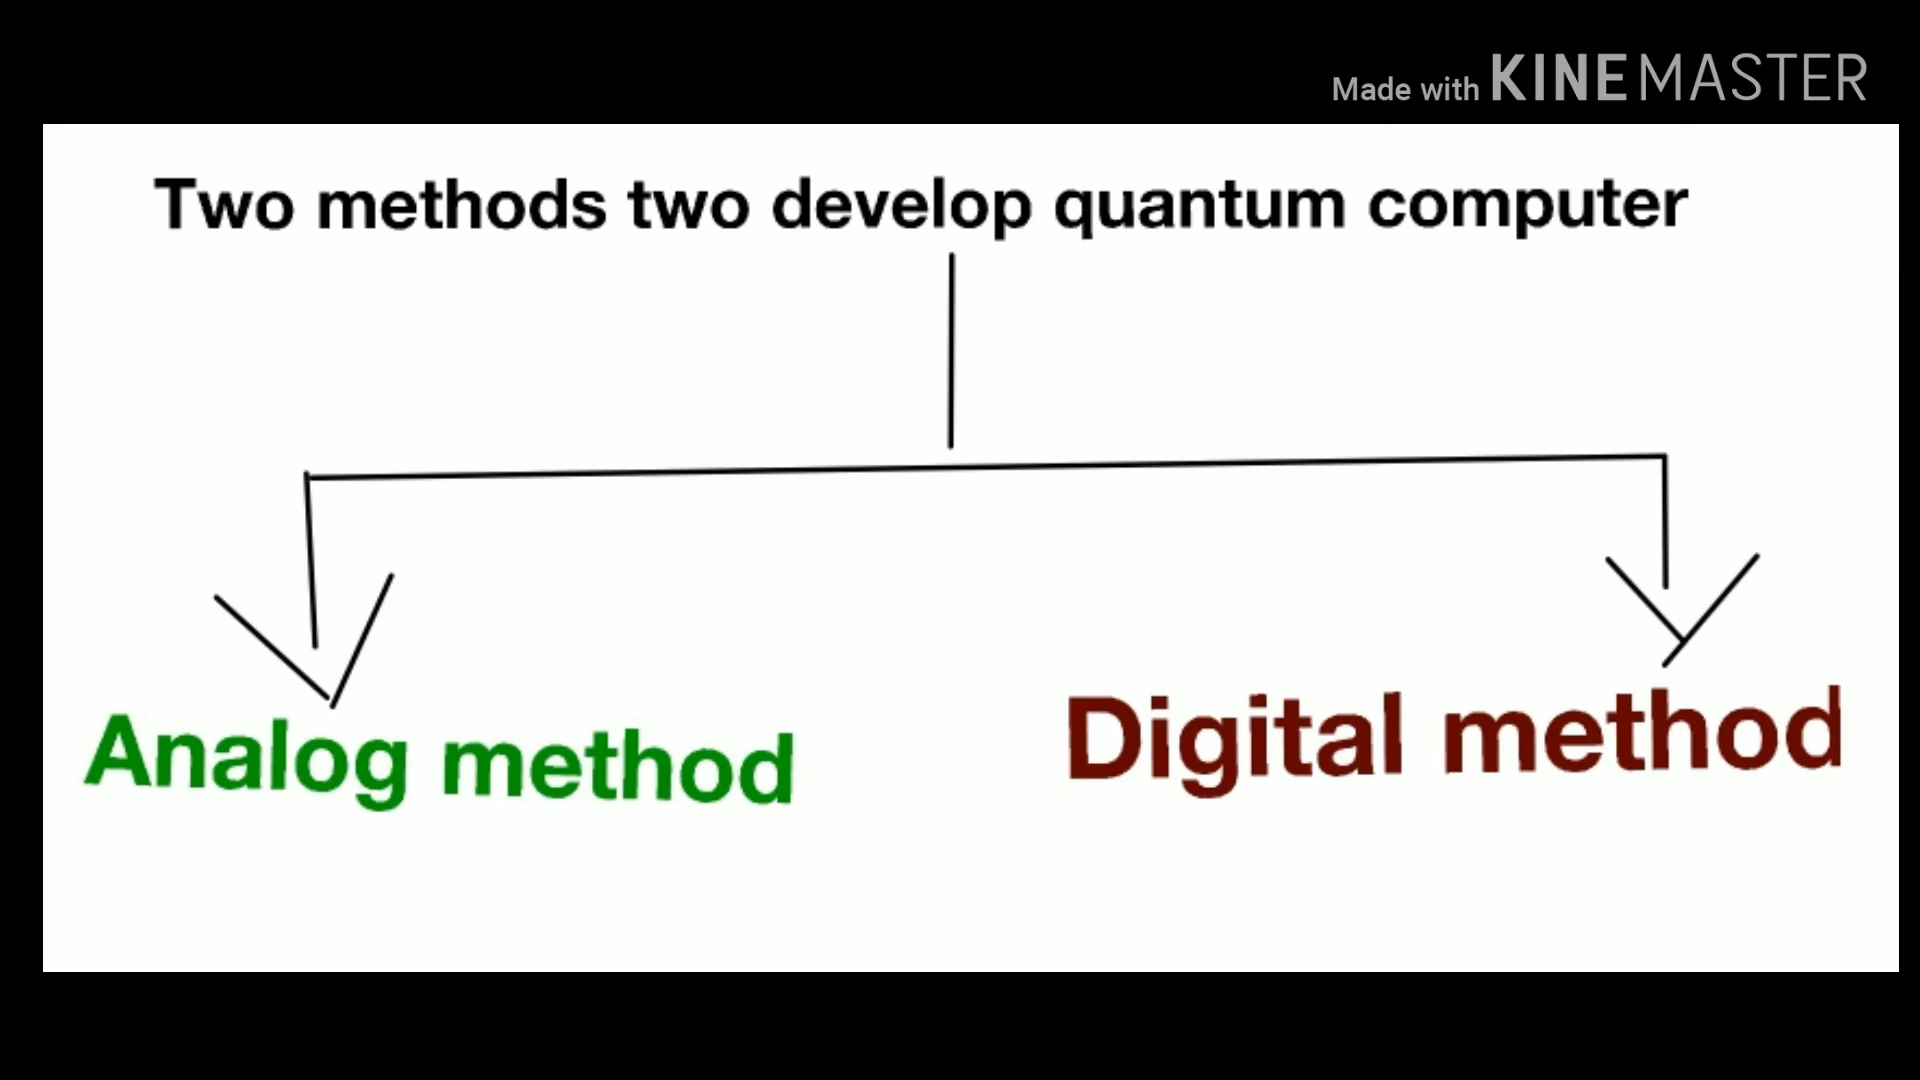 Made with KINEMASTER
Two methods two develop quantum computer
Analog method
Digital method